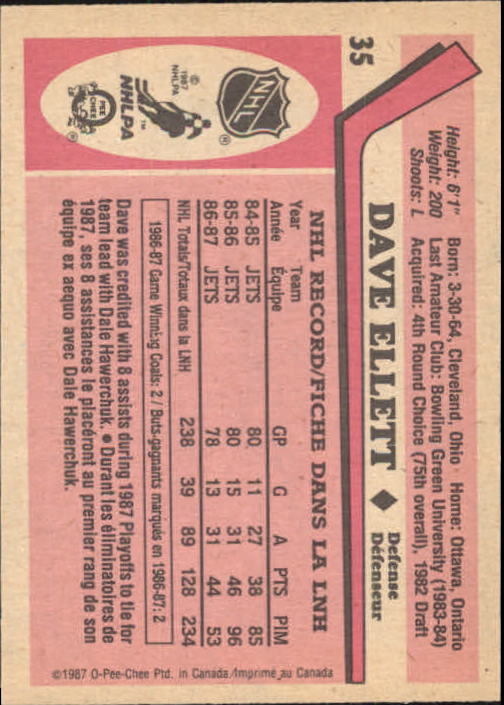 35
Height: 6'1" Born: 3-30-64, Cleveland, Ohio Home: Ottawa, Ontario
Weight: 200 Last Amateur Club: Bowling Green University (1983-84)
Shoots: L Acquired: 4th Round Choice (75th overall), 1982 Draft
DAVE ELLETT ◆ Defense
Défenseur
NHL
®
© 1987 NHLPA
NHLPA
TM
O PEE CHEE
®
NHL RECORD/FICHE DANS LA LNH
Year Team
Année Équipe GP G A PTS PIM
84-85 JETS 80 11 27 38 85
85-86 JETS 80 15 31 46 96
86-87 JETS 78 13 31 44 53
NHL Totals/Totaux dans la LNH 238 39 89 128 234
1986-87 Game Winning Goals: 2 / Buts-gagnants marqués en 1986-87: 2
Dave was credited with 8 assists during 1987 Playoffs to tie for
team lead with Dale Hawerchuk. ● Durant les éliminatoires de
1987, ses 8 assistances le placéront au premier rang de son
équipe ex aequo avec Dale Hawerchuk.
©1987 O-Pee-Chee Ptd. in Canada/Imprimé au Canada